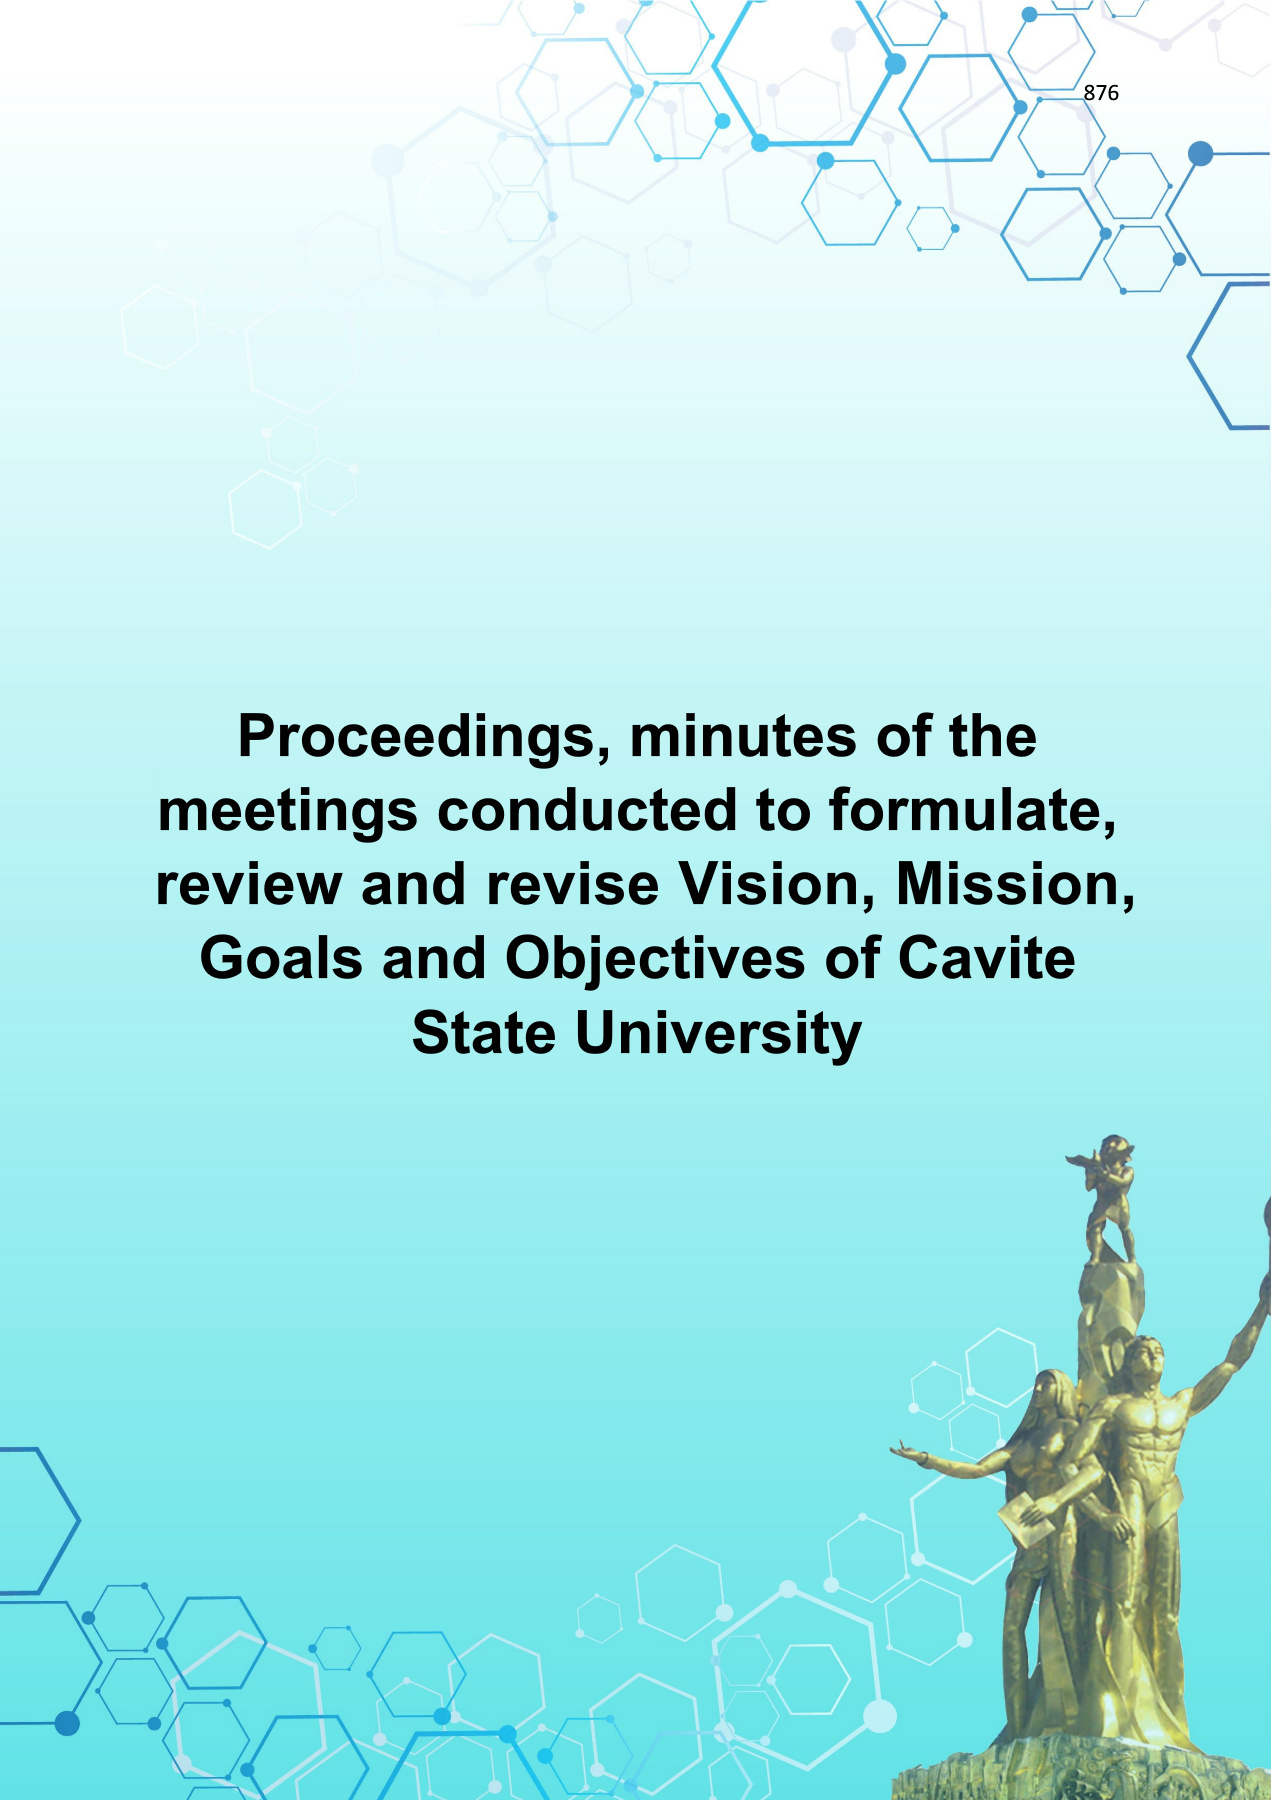 876
Proceedings, minutes of the
meetings conducted to formulate,
review and revise Vision, Mission,
Goals and Objectives of Cavite
State University